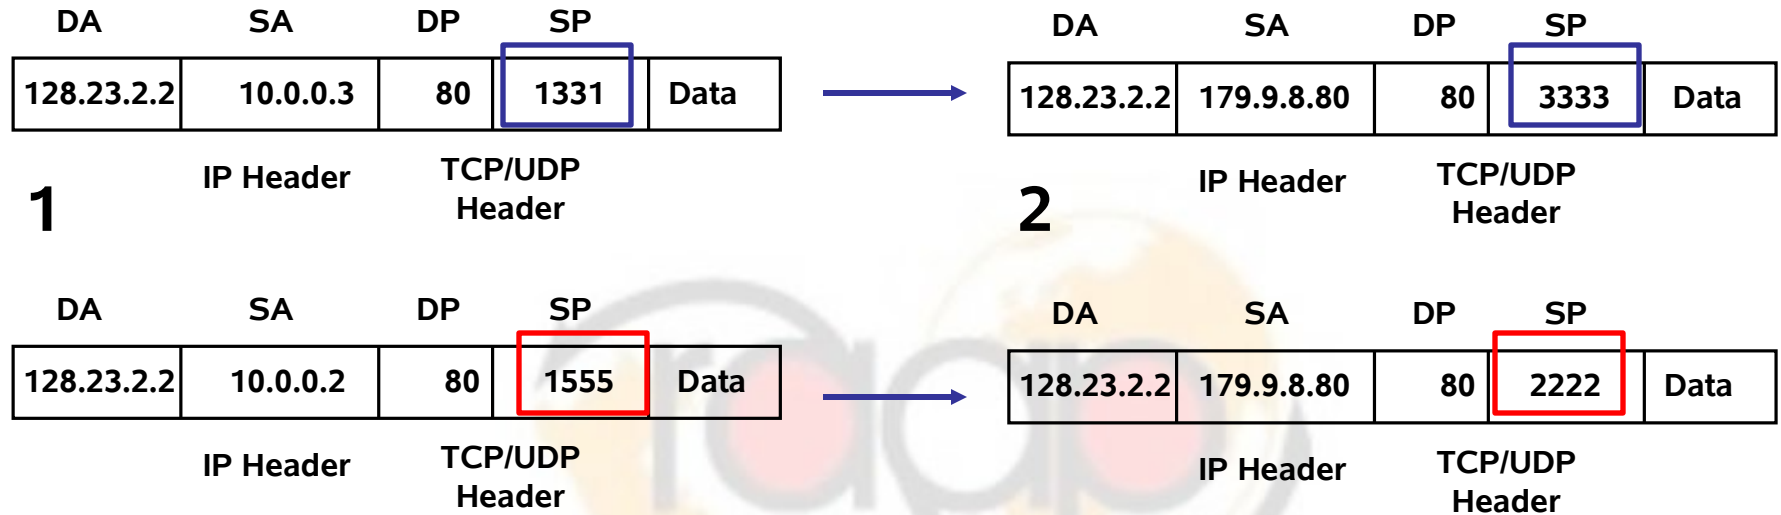 DA SA DP SP
128.23.2.2 10.0.0.3 80 1331 Data
IP Header TCP/UDP
Header
1
DA SA DP SP
128.23.2.2 179.9.8.80 80 3333 Data
IP Header TCP/UDP
Header
2
DA SA DP SP
128.23.2.2 10.0.0.2 80 1555 Data
IP Header TCP/UDP
Header
DA SA DP SP
128.23.2.2 179.9.8.80 80 2222 Data
IP Header TCP/UDP
Header